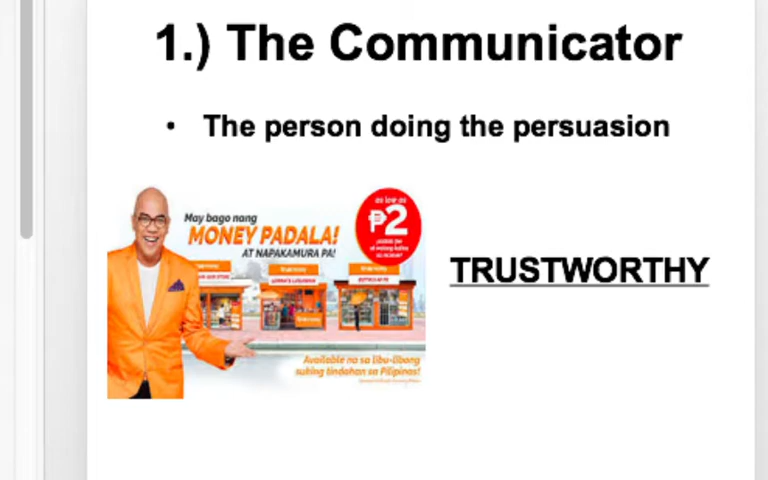 1.) The Communicator
• The person doing the persuasion
May bago nang
MONEY PADALA!
AT NAPAKAMURA PA!
as low as
₱2
TRUSTWORTHY
Available na sa libu-libong
suking tindahan sa Pilipinas!